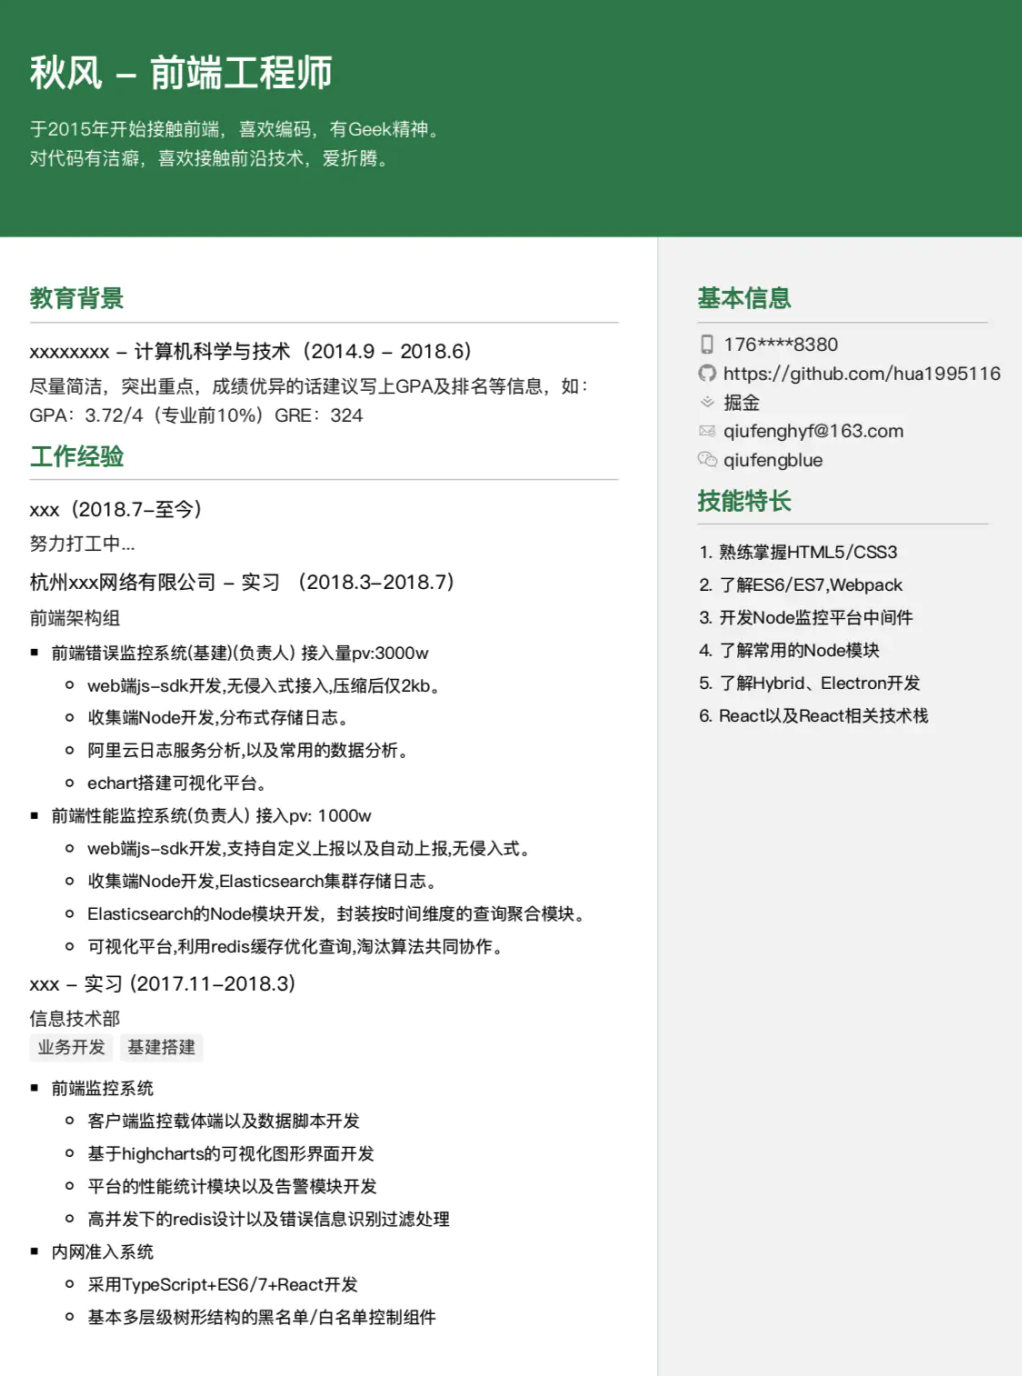 秋风 - 前端工程师
于2015年开始接触前端，喜欢编码，有Geek精神。
对代码有洁癖，喜欢接触前沿技术，爱折腾。
教育背景
xxxxxxxx - 计算机科学与技术（2014.9 - 2018.6）
尽量简洁，突出重点，成绩优异的话建议写上GPA及排名等信息，如：
GPA：3.72/4（专业前10%）GRE：324
工作经验
xxx（2018.7-至今）
努力打工中...
杭州xxx网络有限公司 - 实习 （2018.3-2018.7）
前端架构组
▪ 前端错误监控系统(基建)(负责人) 接入量pv:3000w
◦ web端js-sdk开发,无侵入式接入,压缩后仅2kb。
◦ 收集端Node开发,分布式存储日志。
◦ 阿里云日志服务分析,以及常用的数据分析。
◦ echart搭建可视化平台。
▪ 前端性能监控系统(负责人) 接入pv: 1000w
◦ web端js-sdk开发,支持自定义上报以及自动上报,无侵入式。
◦ 收集端Node开发,Elasticsearch集群存储日志。
◦ Elasticsearch的Node模块开发，封装按时间维度的查询聚合模块。
◦ 可视化平台,利用redis缓存优化查询,淘汰算法共同协作。
xxx - 实习 (2017.11-2018.3)
信息技术部
业务开发 基建搭建
▪ 前端监控系统
◦ 客户端监控载体端以及数据脚本开发
◦ 基于highcharts的可视化图形界面开发
◦ 平台的性能统计模块以及告警模块开发
◦ 高并发下的redis设计以及错误信息识别过滤处理
▪ 内网准入系统
◦ 采用TypeScript+ES6/7+React开发
◦ 基本多层级树形结构的黑名单/白名单控制组件
基本信息
176****8380
https://github.com/hua1995116
掘金
qiufenghyf@163.com
qiufengblue
技能特长
1. 熟练掌握HTML5/CSS3
2. 了解ES6/ES7,Webpack
3. 开发Node监控平台中间件
4. 了解常用的Node模块
5. 了解Hybrid、Electron开发
6. React以及React相关技术栈